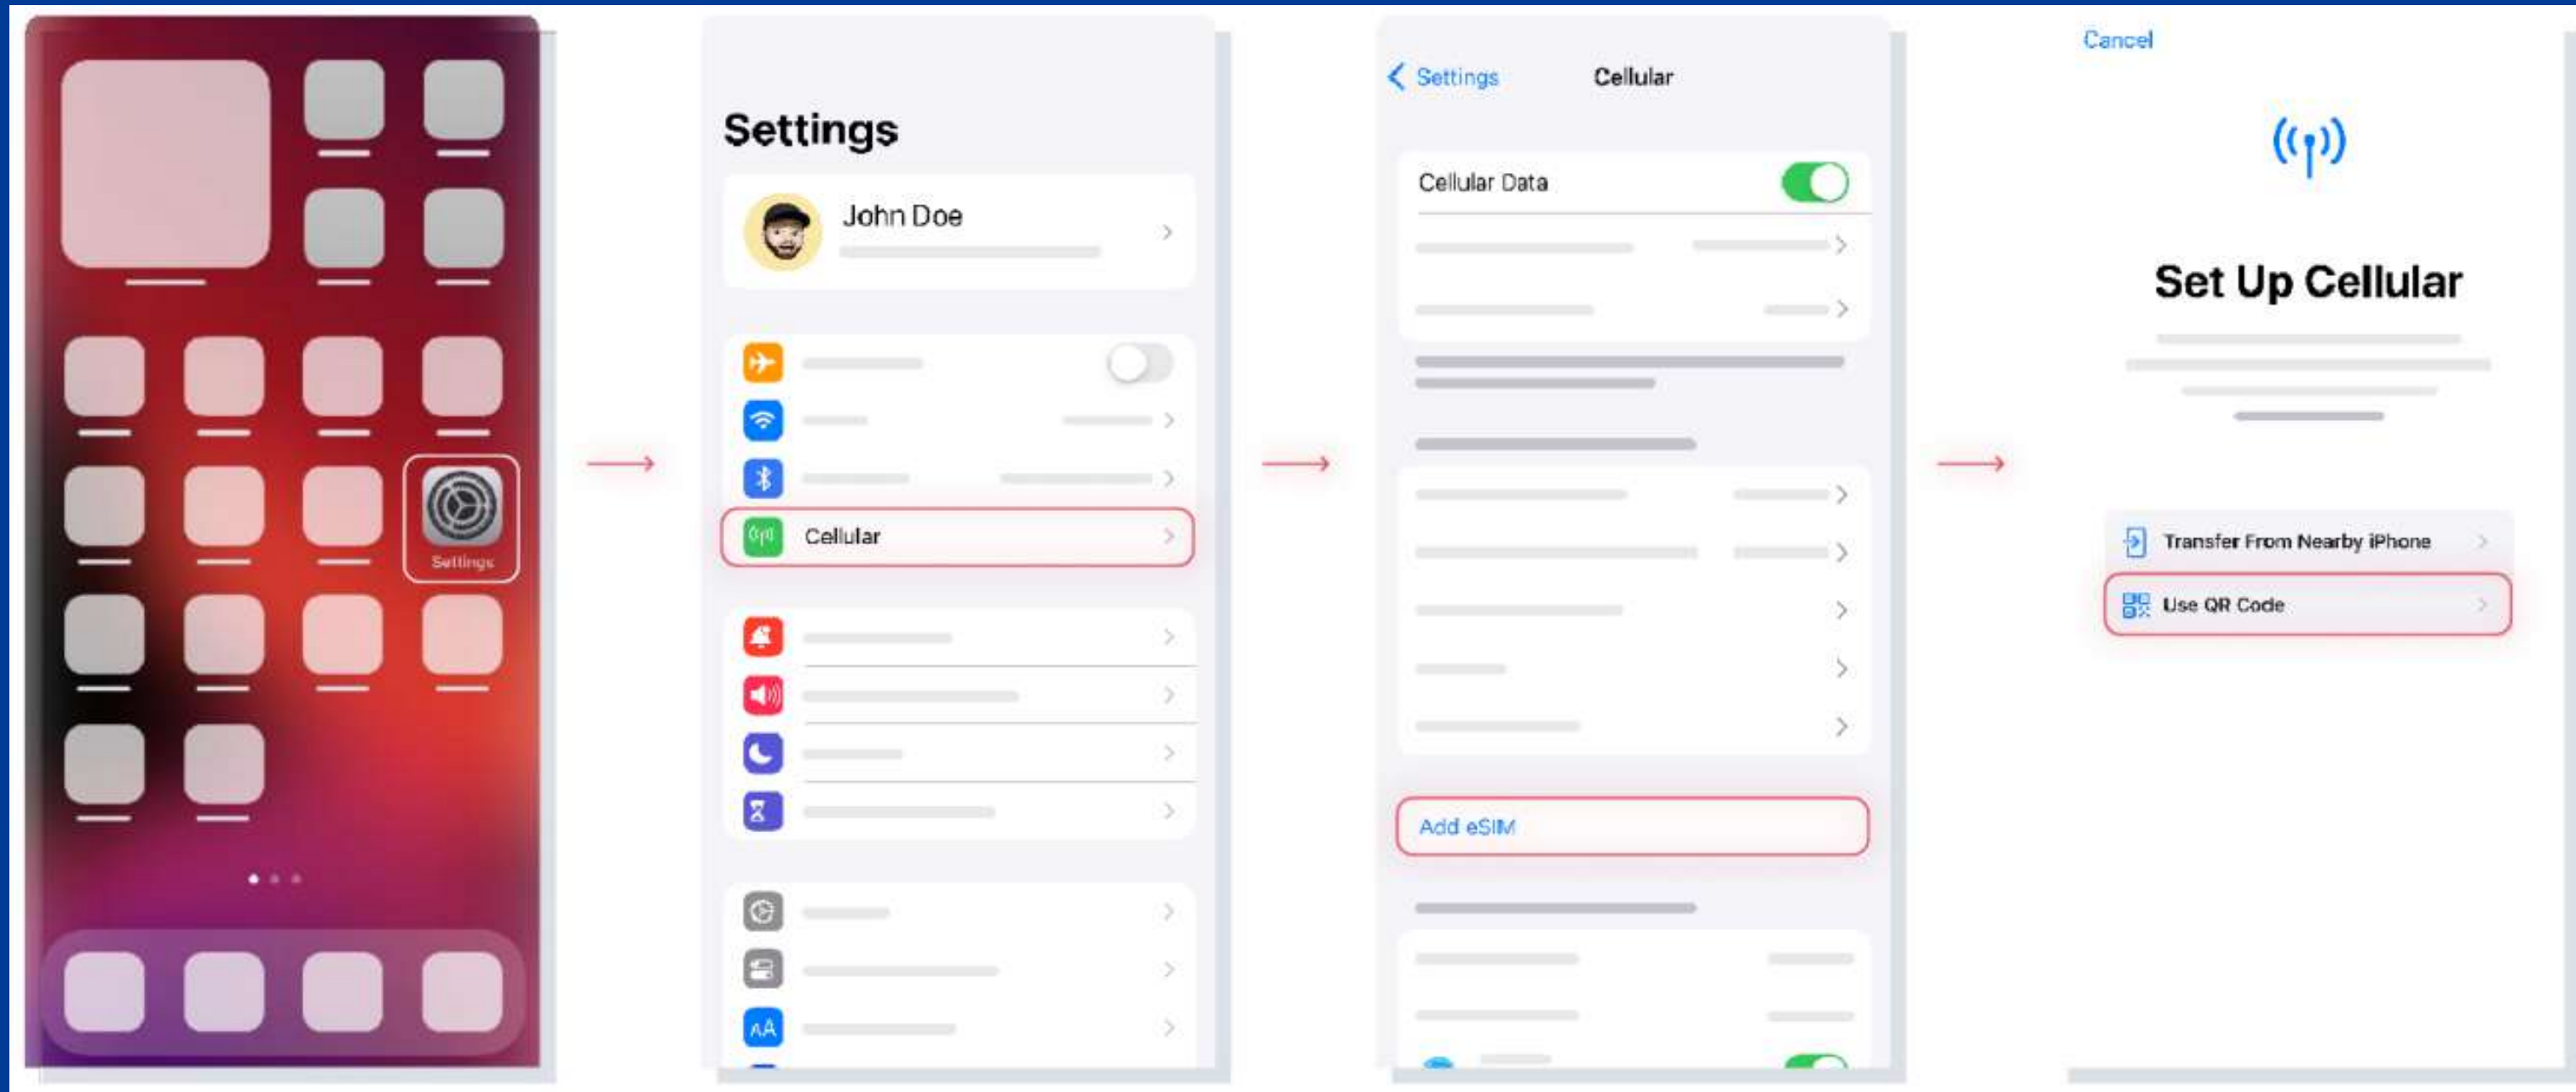 Settings
Settings
John Doe
Cellular
Settings
Cellular
Cellular Data
Add eSIM
Cancel
Set Up Cellular
Transfer From Nearby iPhone
Use QR Code